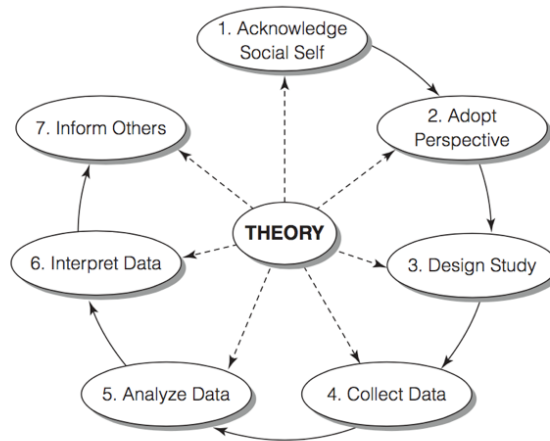 1. Acknowledge
Social Self
2. Adopt
Perspective
3. Design Study
4. Collect Data
5. Analyze Data
6. Interpret Data
7. Inform Others
THEORY